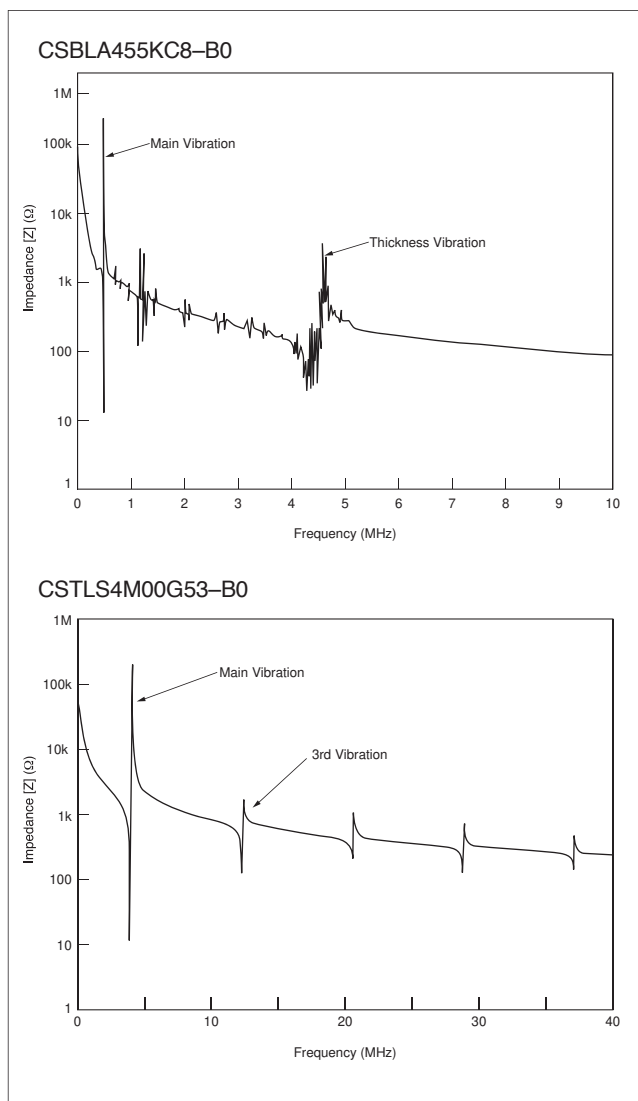 CSBLA455KC8–B0
1M
100k
10k
1k
100
10
1
Impedance [Z] (Ω)
Main Vibration
Thickness Vibration
0 1 2 3 4 5 6 7 8 9 10
Frequency (MHz)
CSTLS4M00G53–B0
1M
100k
10k
1k
100
10
1
Impedance [Z] (Ω)
Main Vibration
3rd Vibration
0 10 20 30 40
Frequency (MHz)